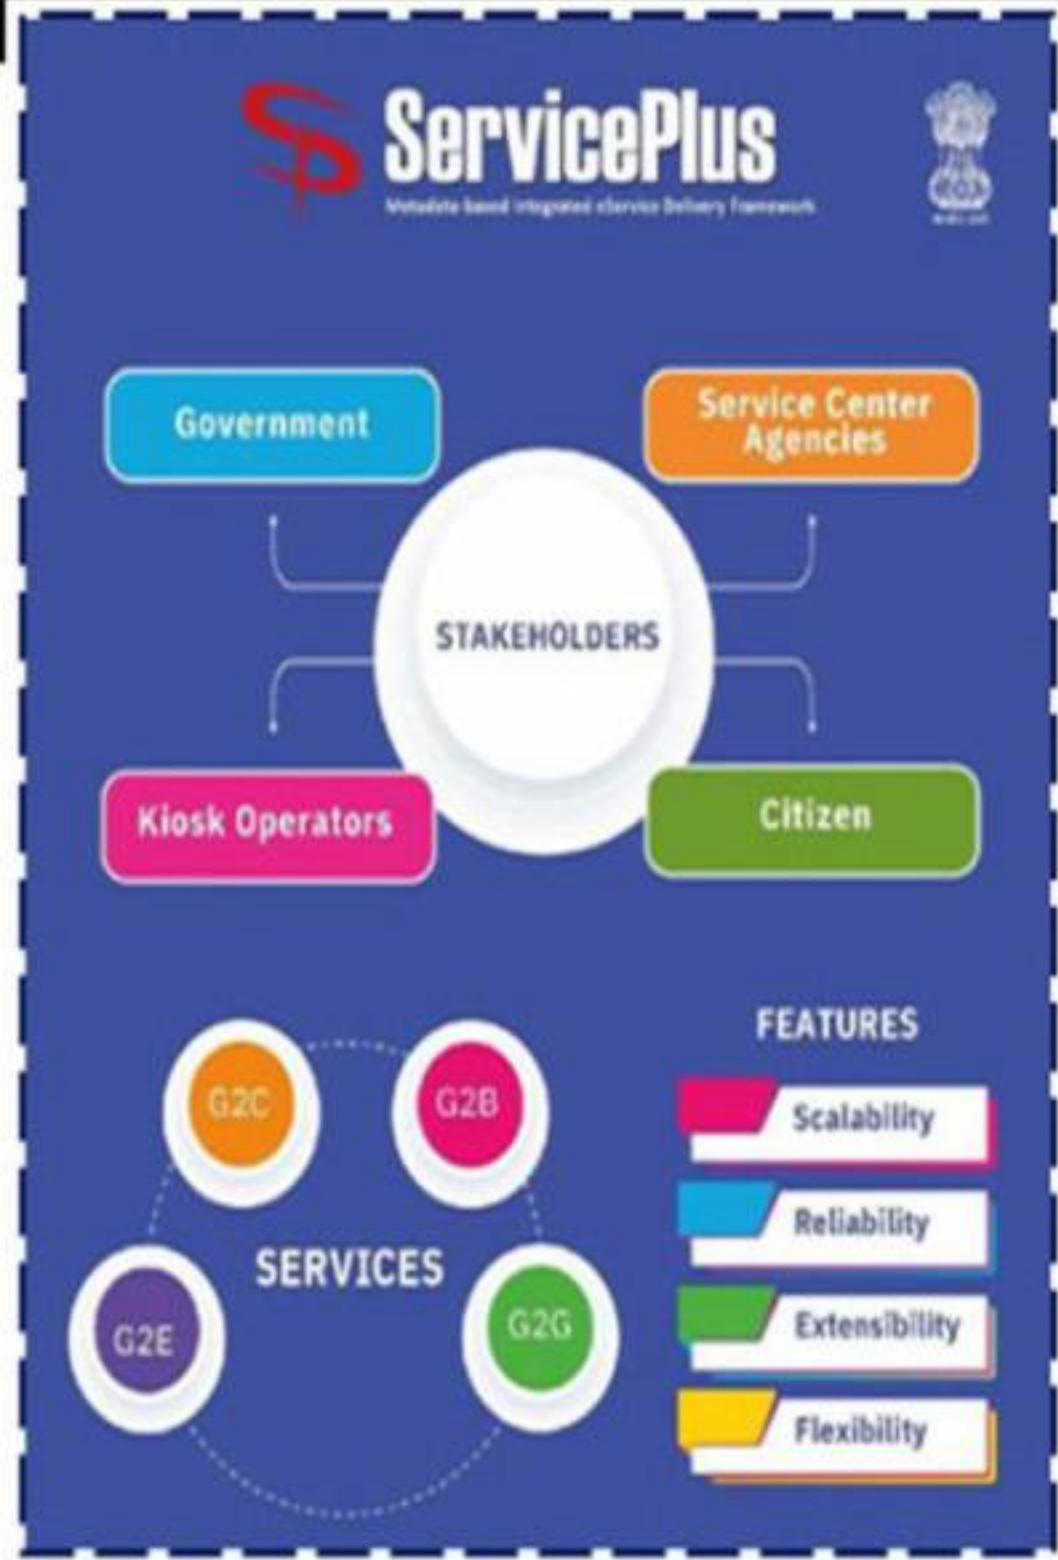 ServicePlus
Metadata based Integrated eService Delivery Framework
Government
Service Center
Agencies
STAKEHOLDERS
Kiosk Operators
Citizen
G2C
G2B
SERVICES
G2E
G2G
FEATURES
Scalability
Reliability
Extensibility
Flexibility